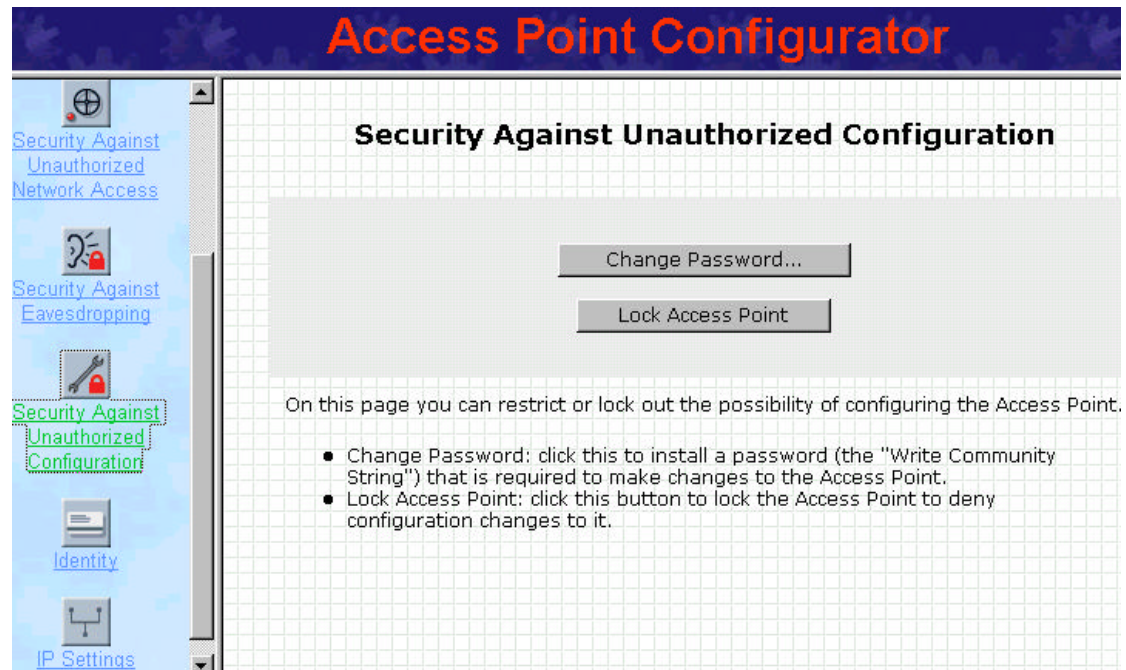 Access Point Configurator
Security Against
Unauthorized
Network Access
Security Against
Eavesdropping
Security Against
Unauthorized
Configuration
Identity
IP Settings
Security Against Unauthorized Configuration
Change Password...
Lock Access Point
On this page you can restrict or lock out the possibility of configuring the Access Point.
● Change Password: click this to install a password (the "Write Community
String") that is required to make changes to the Access Point.
● Lock Access Point: click this button to lock the Access Point to deny
configuration changes to it.